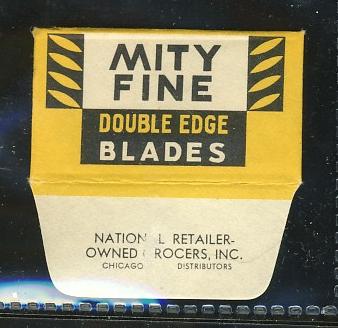 MITY
FINE
DOUBLE EDGE
BLADES
NATION L RETAILER-
OWNED ROCERS, INC.
CHICAGO DISTRIBUTORS